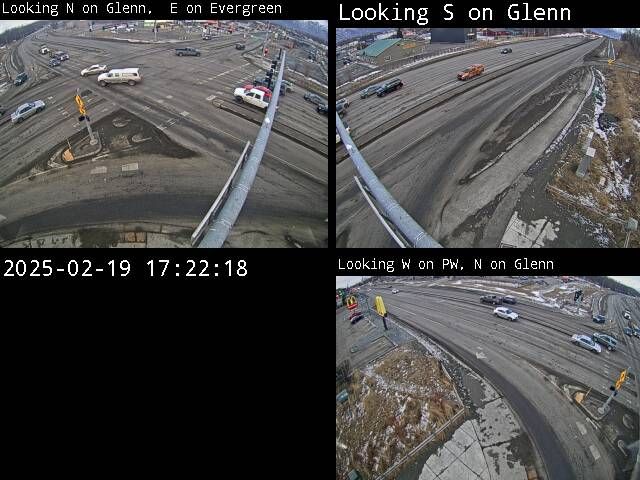 Looking N on Glenn,  E on Evergreen
Looking S on Glenn
2025-02-19 17:22:18
Looking W on PW, N on Glenn